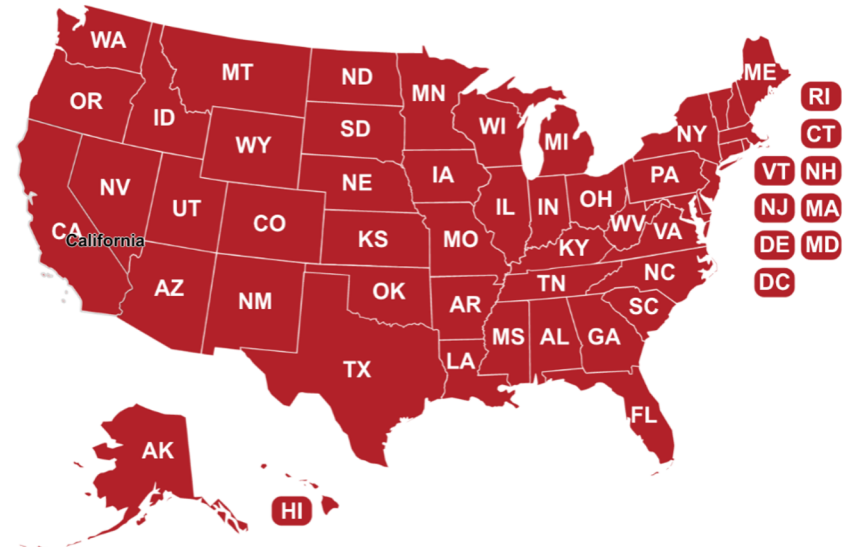 WA
MT
ND
MN
ME
OR
ID
WY
SD
WI
MI
NY
RI
CT
NV
UT
CO
NE
IA
IL
IN
OH
PA
VT
NH
CA
California
KS
MO
KY
WV
VA
NJ
MA
DE
MD
DC
AZ
NM
OK
AR
TN
NC
SC
TX
LA
MS
AL
GA
FL
AK
HI